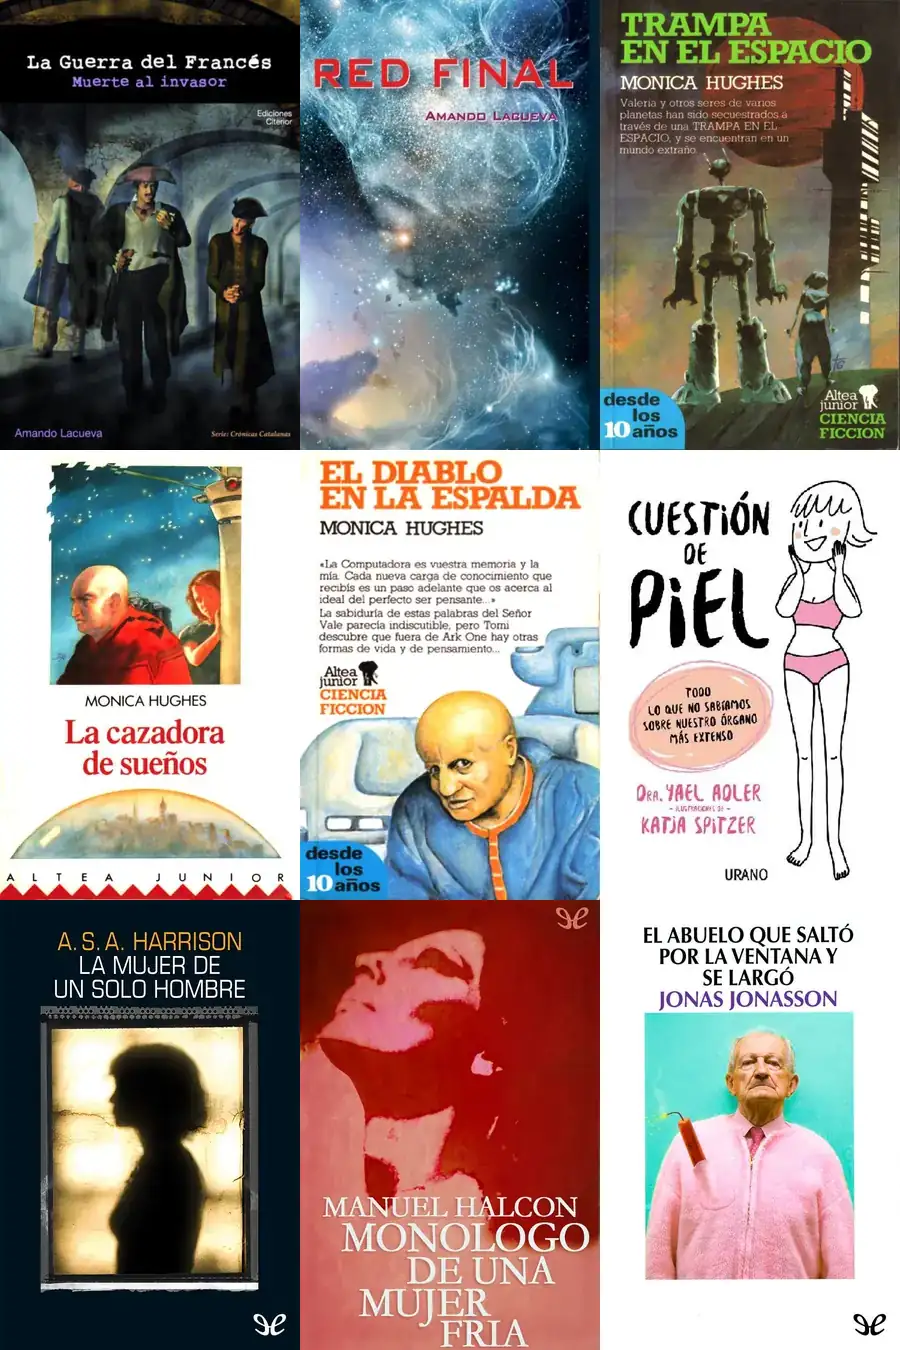 La Guerra del Francés
Muerte al invasor
Ediciones
Citerior
Amando Lacueva
Serie: Crónicas Catalanas
RED FINAL
AMANDO LACUEVA
TRAMPA
EN EL ESPACIO
MONICA HUGHES
Valeria y otros seres de varios
planetas han sido secuestrados a
través de una TRAMPA EN EL
ESPACIO, y se encuentran en un
mundo extraño.
desde
los
10 años
Altea
junior
CIENCIA
FICCION
MONICA HUGHES
La cazadora
de sueños
ALTEA JUNIOR
EL DIABLO
EN LA ESPALDA
MONICA HUGHES
«La Computadora es vuestra memoria y la
mía. Cada nueva carga de conocimiento que
recibís es un paso adelante que os acerca al
ideal del perfecto ser pensante...»
La sabiduría de estas palabras del Señor
Vale parecía indiscutible, pero Tomi
descubre que fuera de Ark One hay otras
formas de vida y de pensamiento...
Altea
junior
CIENCIA
FICCION
desde
los
10 años
CUESTIÓN
DE
PIEL
TODO
LO QUE NO SABÍAMOS
SOBRE NUESTRO ÓRGANO
MÁS EXTENSO
DRA. YAEL ADLER
- ILUSTRACIONES DE -
KATJA SPITZER
URANO
A. S. A. HARRISON
LA MUJER DE
UN SOLO HOMBRE
MANUEL HALCON
MONOLOGO
DE UNA
MUJER
FRIA
EL ABUELO QUE SALTÓ
POR LA VENTANA Y
SE LARGÓ
JONAS JONASSON